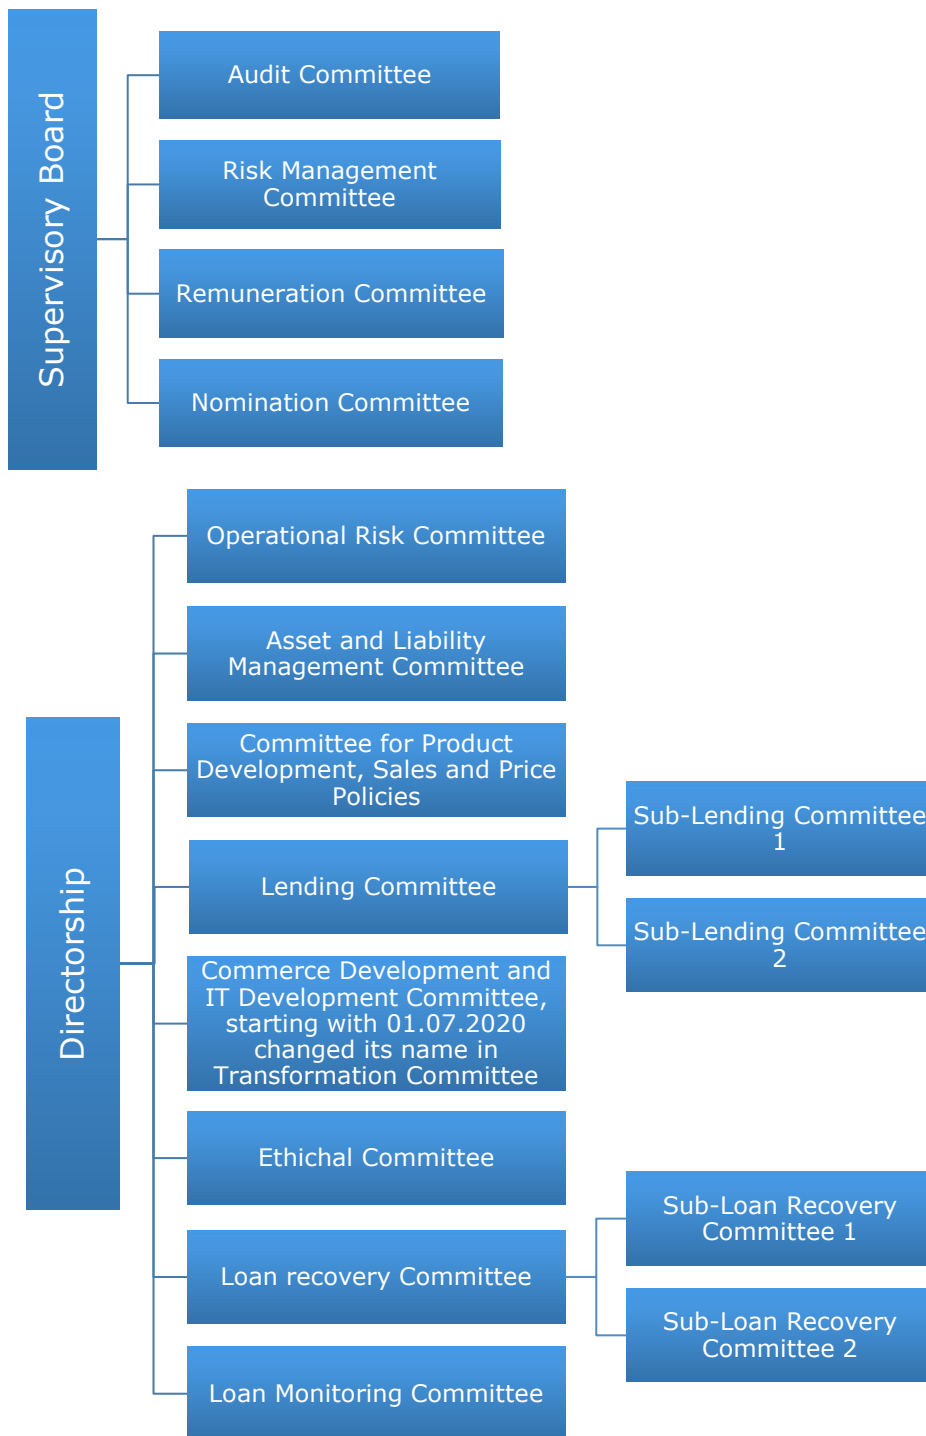 Supervisory Board
Audit Committee
Risk Management
Committee
Remuneration Committee
Nomination Committee
Directorship
Operational Risk Committee
Asset and Liability
Management Committee
Committee for Product
Development, Sales and Price
Policies
Lending Committee
Sub-Lending Committee
1
Sub-Lending Committee
2
Commerce Development and
IT Development Committee,
starting with 01.07.2020
changed its name in
Transformation Committee
Ethichal Committee
Loan recovery Committee
Sub-Loan Recovery
Committee 1
Sub-Loan Recovery
Committee 2
Loan Monitoring Committee